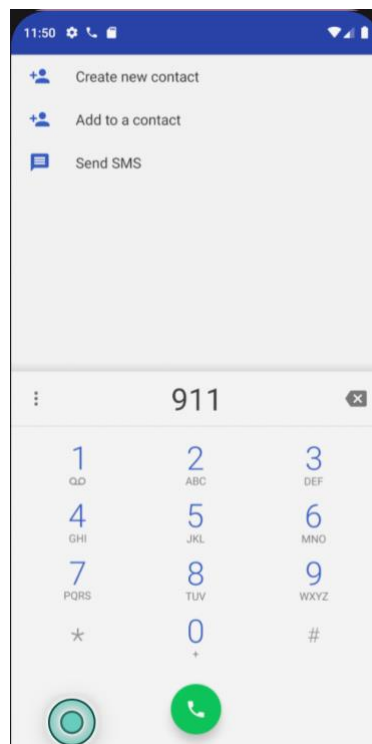 11:50
Create new contact
Add to a contact
Send SMS
911
1 2 3
ABC DEF
4 5 6
GHI JKL MNO
7 8 9
PQRS TUV WXYZ
* 0 #
+